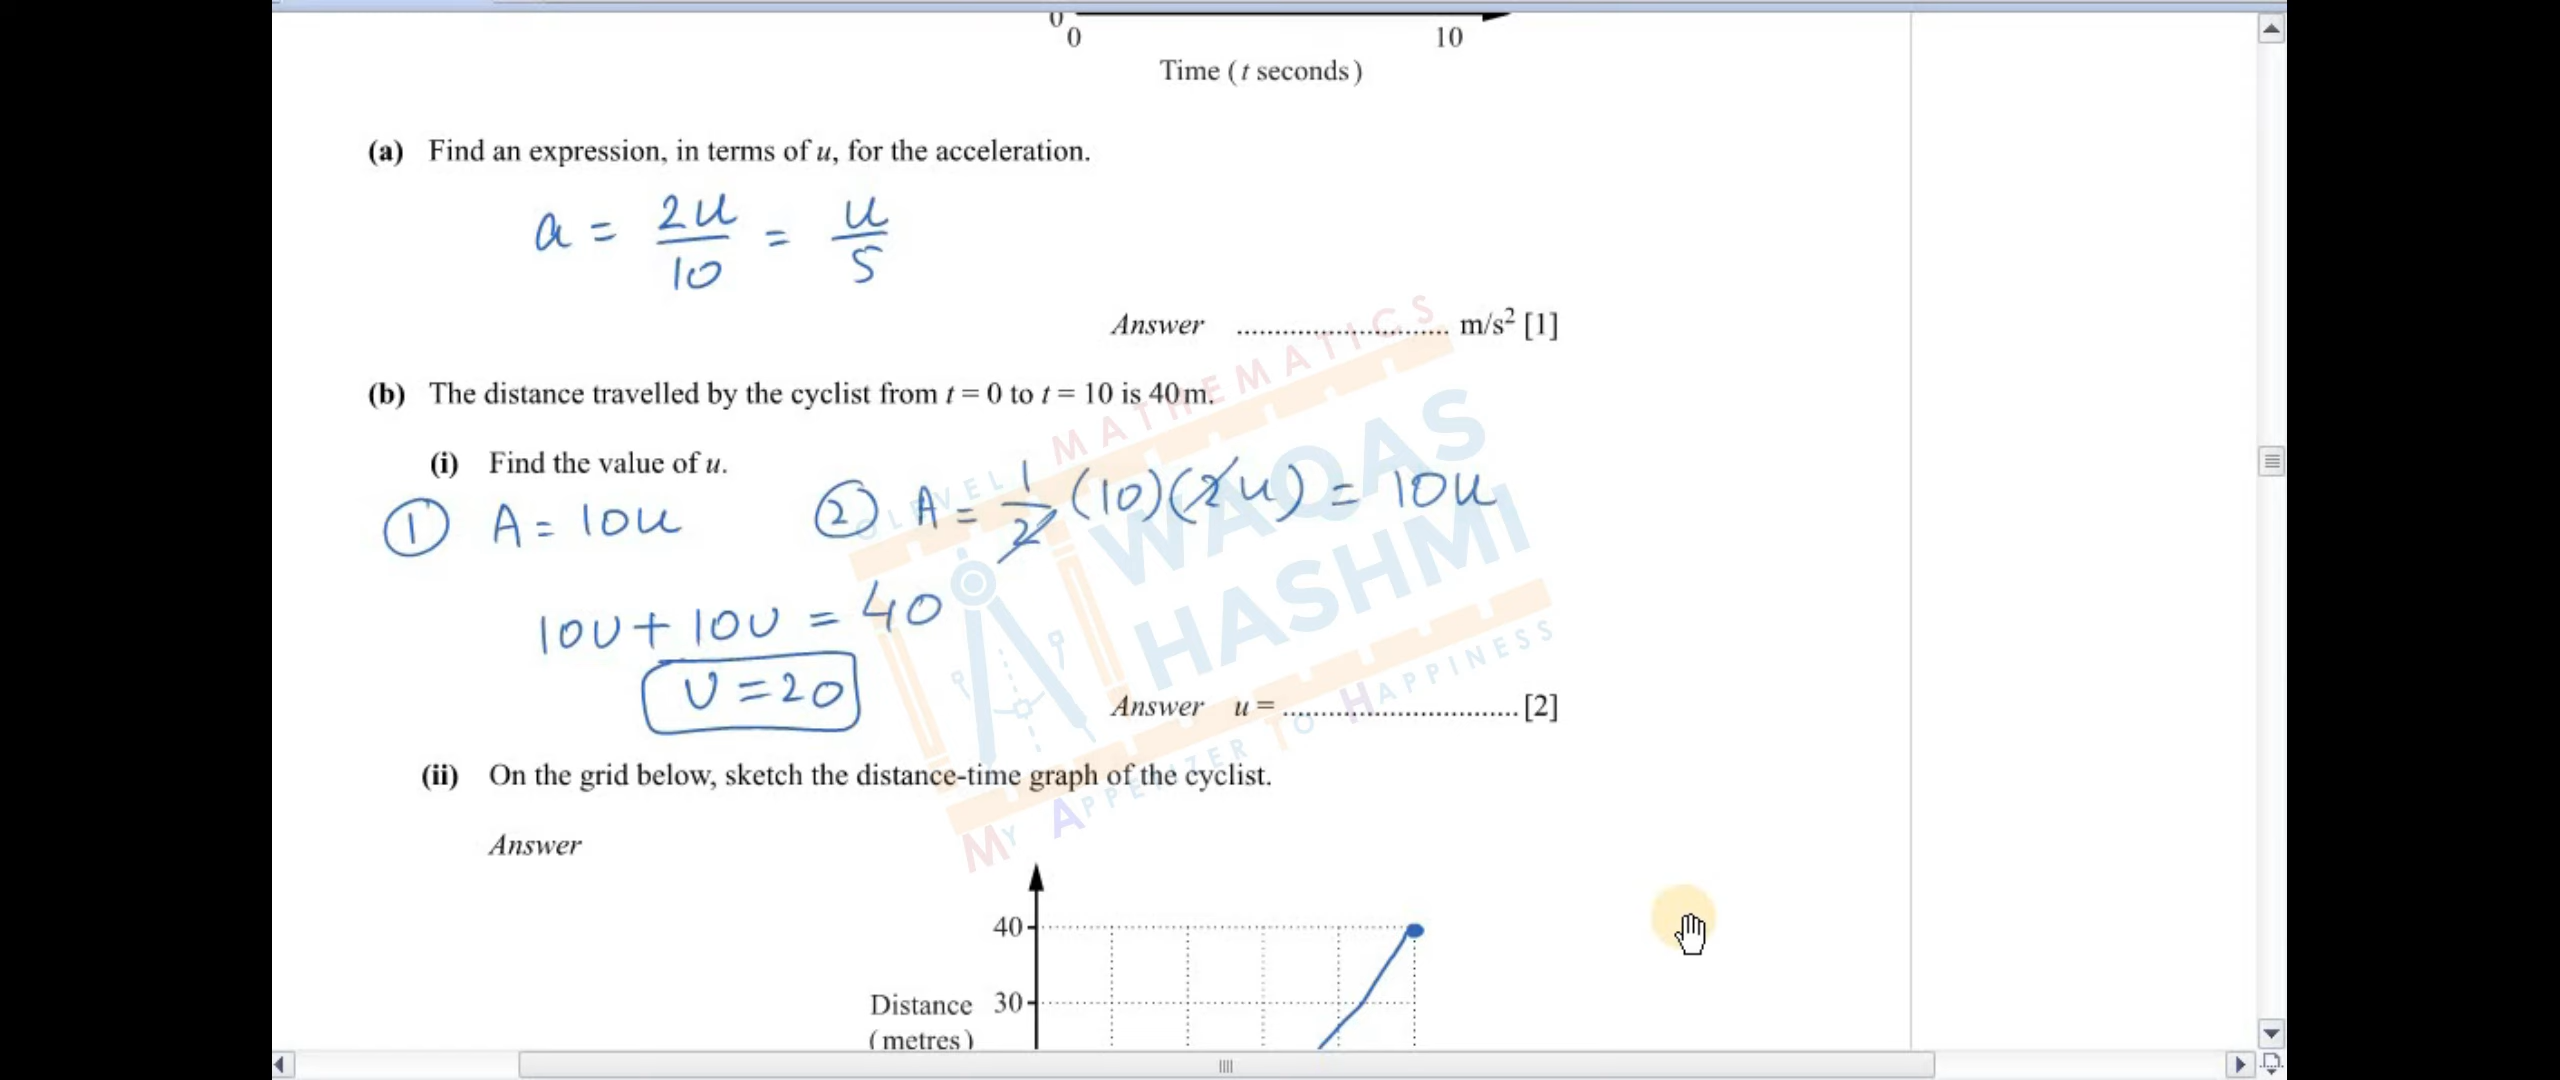 0
0 10
Time (t seconds)
(a) Find an expression, in terms of u, for the acceleration.
a = 2u/10 = u/5
Answer ............................ m/s² [1]
(b) The distance travelled by the cyclist from t = 0 to t = 10 is 40 m.
(i) Find the value of u.
① A = 10u ② A = 1/2 (10)(2u) = 10u
10u + 10u = 40
u = 20
Answer u = ............................... [2]
(ii) On the grid below, sketch the distance-time graph of the cyclist.
Answer
40
Distance 30
(metres)
O LEVEL MATHEMATICS
WAQAS
HASHMI
MY APPETIZER TO HAPPINESS